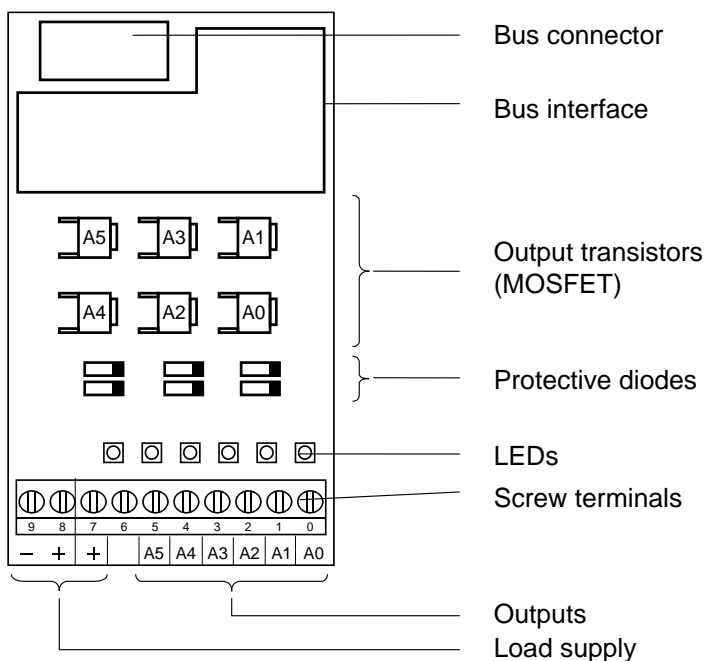 Bus connector
Bus interface
A5 A3 A1
Output transistors
(MOSFET)
A4 A2 A0
Protective diodes
LEDs
Screw terminals
9 8 7 6 5 4 3 2 1 0
– + + A5 A4 A3 A2 A1 A0
Outputs
Load supply